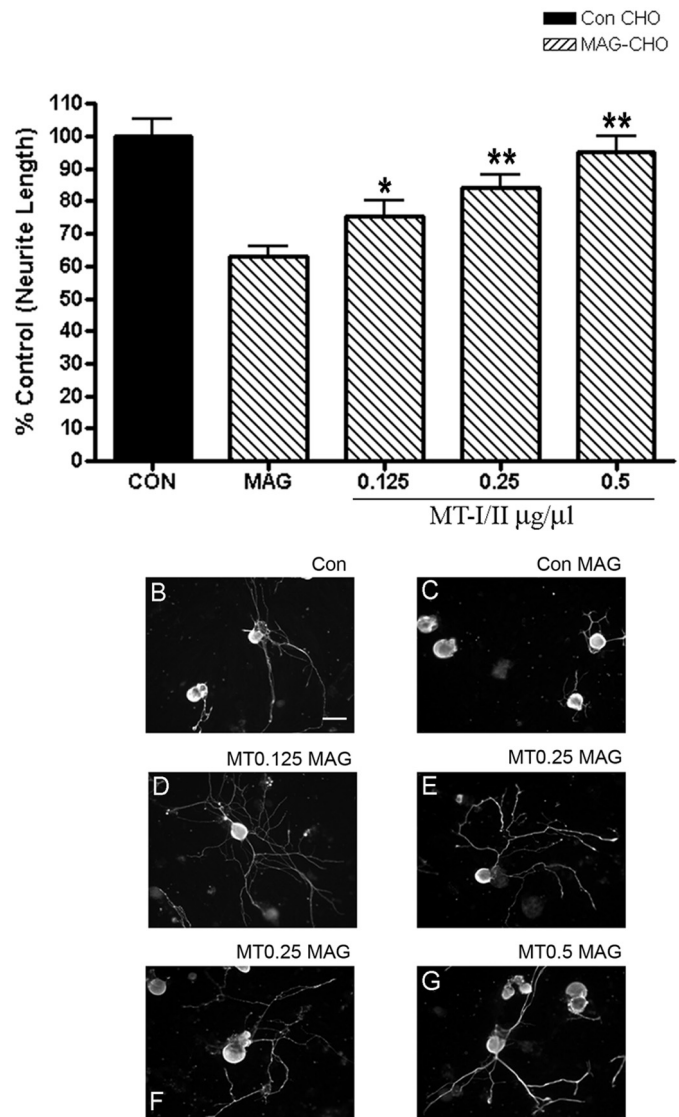 Con CHO
MAG-CHO
% Control (Neurite Length)
110
100
90
80
70
60
50
40
30
20
10
0
*
**
**
CON
MAG
0.125
0.25
0.5
MT-I/II μg/μl
Con
Con MAG
B
C
MT0.125 MAG
MT0.25 MAG
D
E
MT0.25 MAG
MT0.5 MAG
F
G